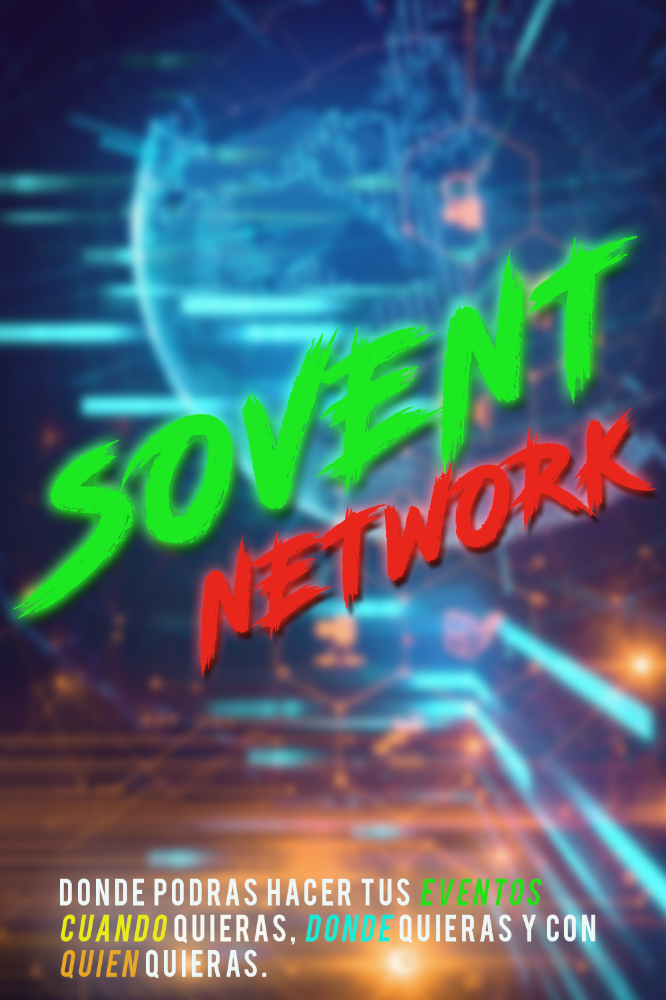 SOVENT
NETWORK
DONDE PODRAS HACER TUS EVENTOS
CUANDO QUIERAS, DONDE QUIERAS Y CON
QUIEN QUIERAS.